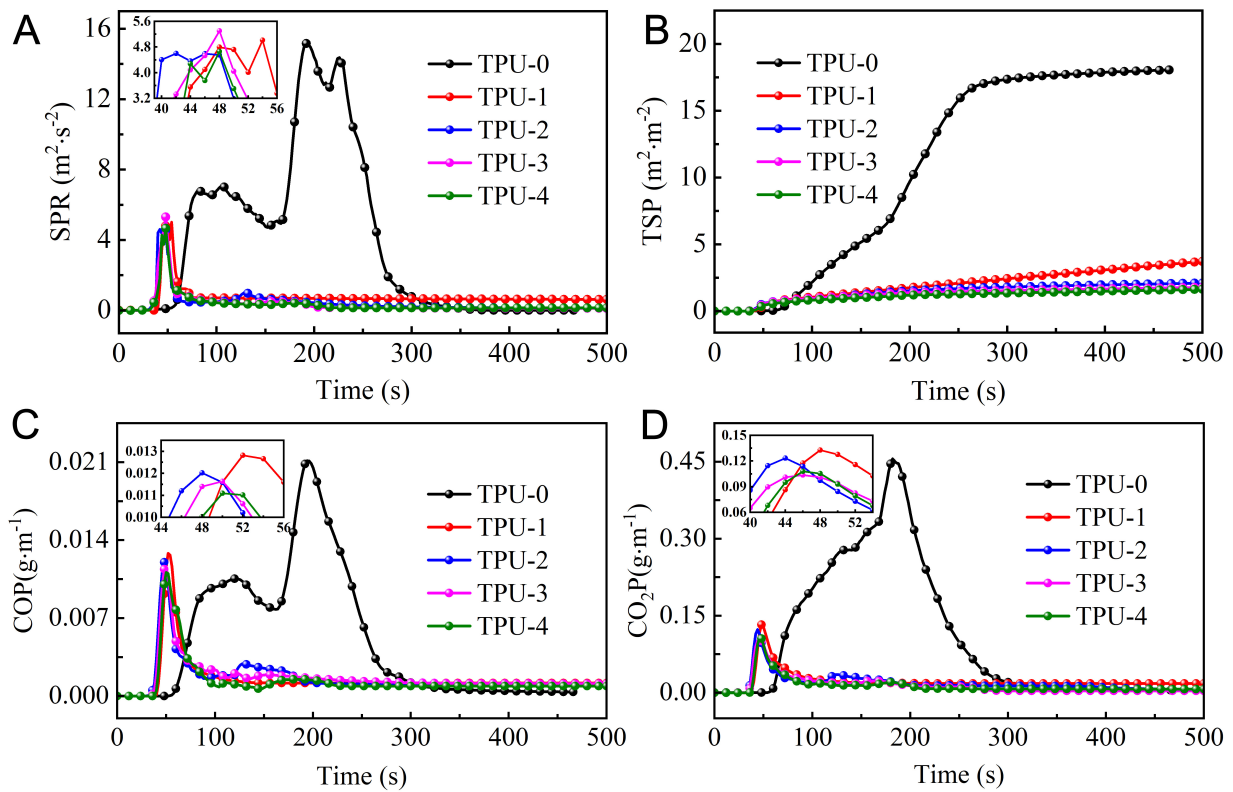 A
SPR (m²·s⁻²)
16
12
8
4
0
0 100 200 300 400 500
Time (s)
5.6
4.8
4.0
3.2
40 44 48 52 56
TPU-0
TPU-1
TPU-2
TPU-3
TPU-4
B
TSP (m²·m⁻²)
20
15
10
5
0
0 100 200 300 400 500
Time (s)
TPU-0
TPU-1
TPU-2
TPU-3
TPU-4
C
COP(g·m⁻¹)
0.021
0.014
0.007
0.000
0 100 200 300 400 500
Time (s)
0.013
0.012
0.011
0.010
44 48 52 56
TPU-0
TPU-1
TPU-2
TPU-3
TPU-4
D
CO₂P(g·m⁻¹)
0.45
0.30
0.15
0.00
0 100 200 300 400 500
Time (s)
0.15
0.12
0.09
0.06
40 44 48 52
TPU-0
TPU-1
TPU-2
TPU-3
TPU-4